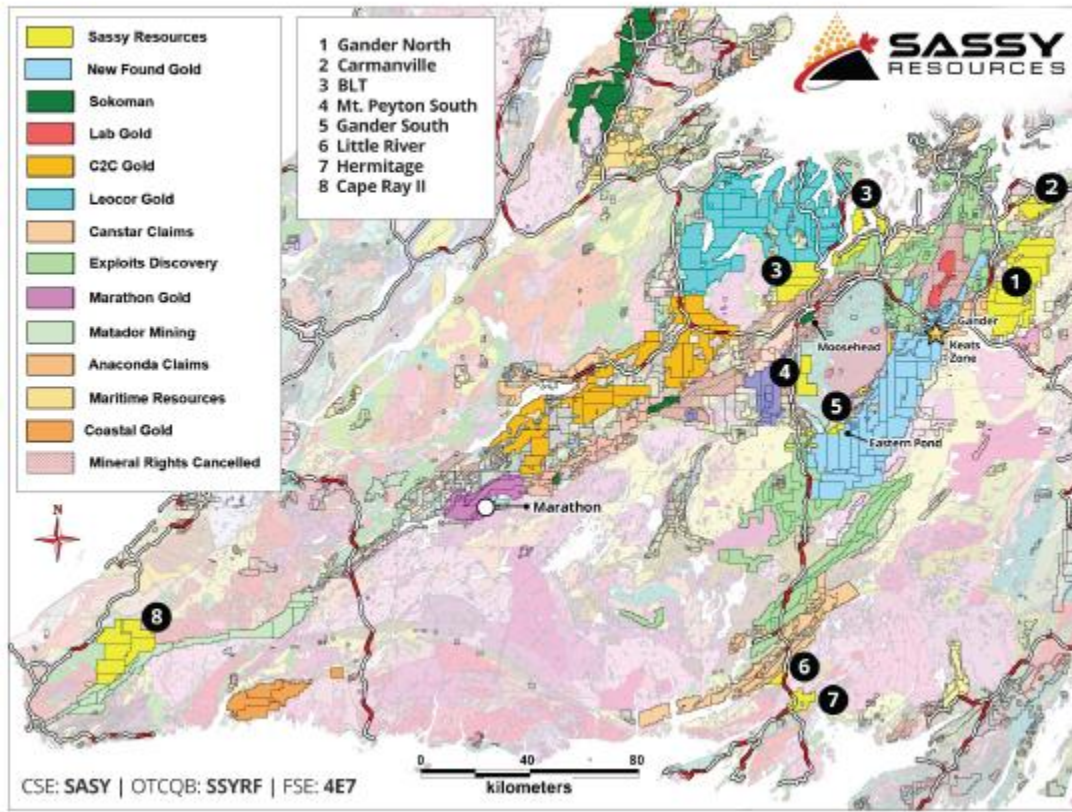 Sassy Resources
New Found Gold
Sokoman
Lab Gold
C2C Gold
Leocor Gold
Canstar Claims
Exploits Discovery
Marathon Gold
Matador Mining
Anaconda Claims
Maritime Resources
Coastal Gold
Mineral Rights Cancelled
1 Gander North
2 Carmanville
3 BLT
4 Mt. Peyton South
5 Gander South
6 Little River
7 Hermitage
8 Cape Ray II
SASSY
RESOURCES
3
2
3
1
Gander
Moosehead
Keats
Zone
4
5
Eastern Pond
Marathon
N
8
6
7
0 40 80
kilometers
CSE: SASY | OTCQB: SSYRF | FSE: 4E7